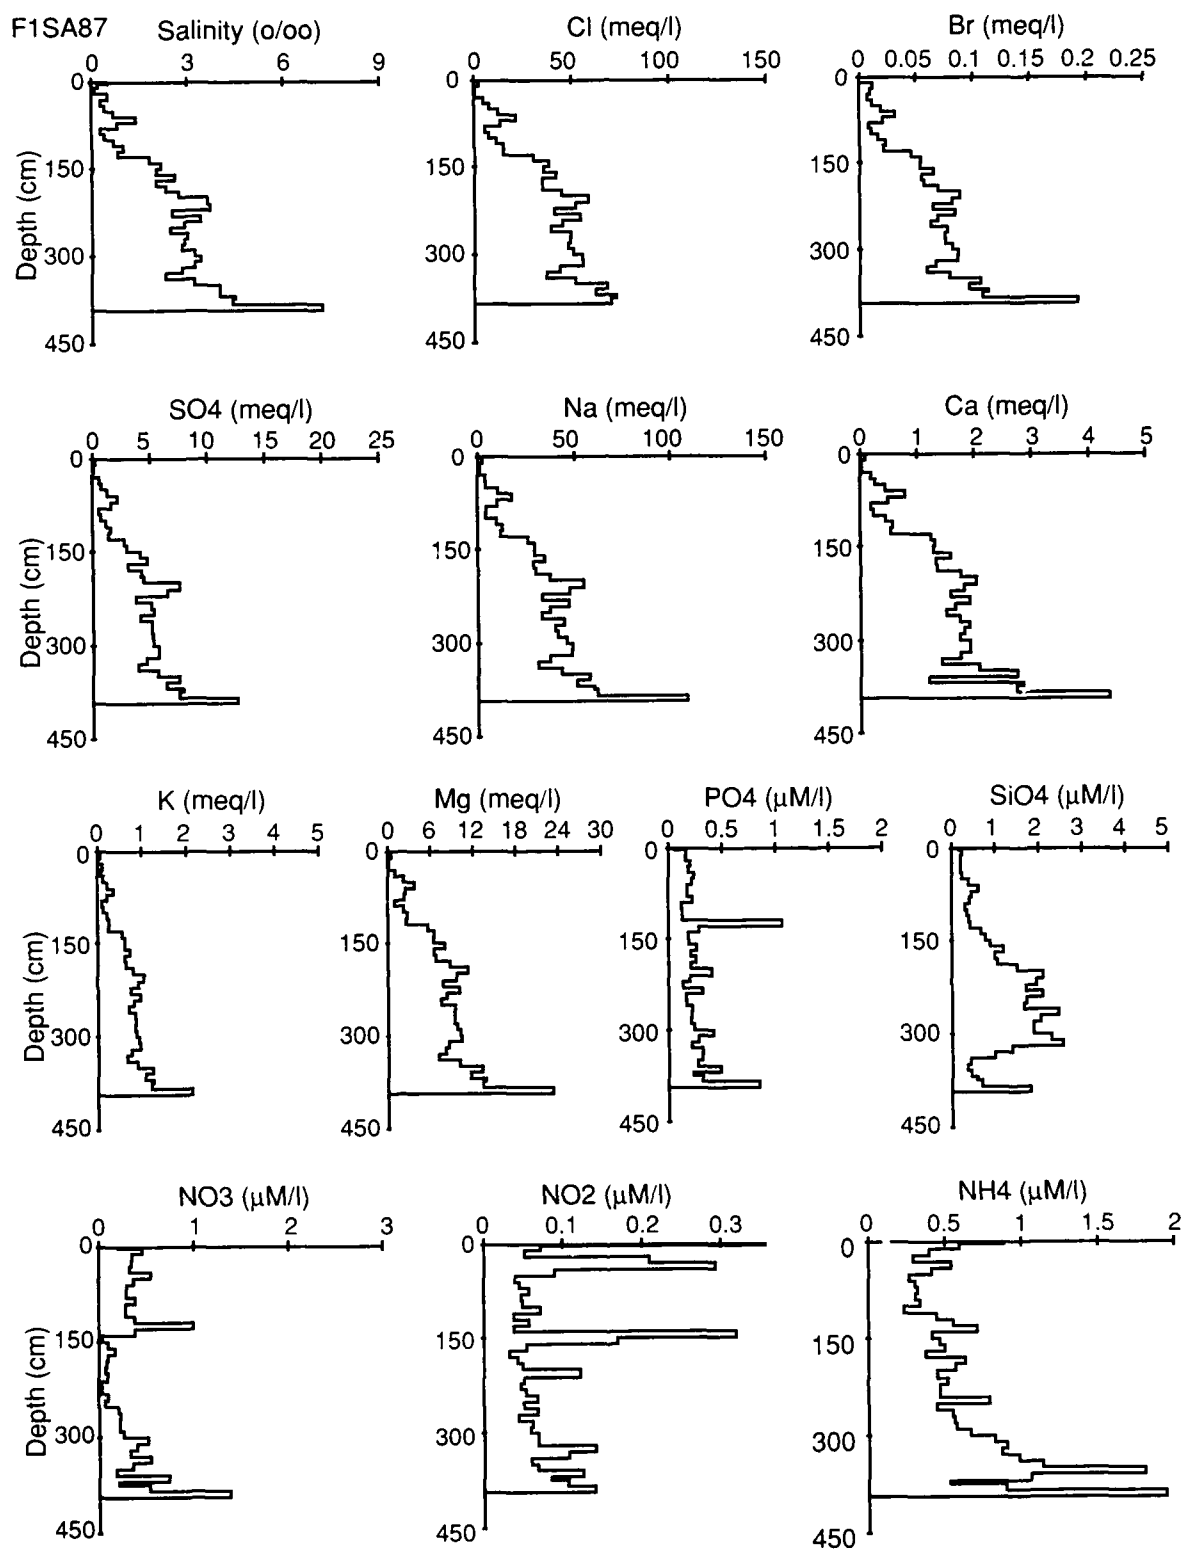 F1SA87
Salinity (o/oo)
0 3 6 9
0
150
300
450
Depth (cm)
Cl (meq/l)
0 50 100 150
0
150
300
450
Br (meq/l)
0 0.05 0.1 0.15 0.2 0.25
0
150
300
450
SO4 (meq/l)
0 5 10 15 20 25
0
150
300
450
Depth (cm)
Na (meq/l)
0 50 100 150
0
150
300
450
Ca (meq/l)
0 1 2 3 4 5
0
150
300
450
K (meq/l)
0 1 2 3 4 5
0
150
300
450
Depth (cm)
Mg (meq/l)
0 6 12 18 24 30
0
150
300
450
PO4 (μM/l)
0 0.5 1 1.5 2
0
150
300
450
SiO4 (μM/l)
0 1 2 3 4 5
0
150
300
450
NO3 (μM/l)
0 1 2 3
0
150
300
450
Depth (cm)
NO2 (μM/l)
0 0.1 0.2 0.3
0
150
300
450
NH4 (μM/l)
0 0.5 1 1.5 2
0
150
300
450